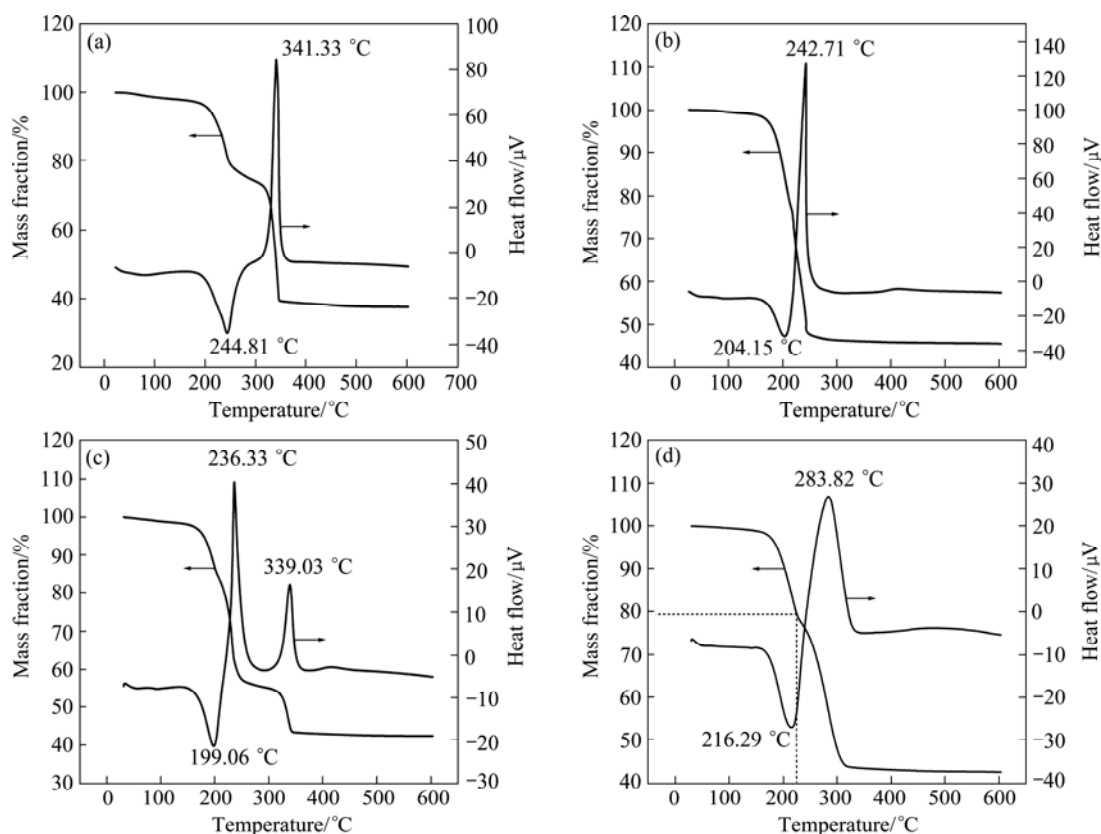 (a)
341.33 °C
244.81 °C
120
100
80
60
40
20
Mass fraction/%
100
80
60
40
20
0
−20
−40
Heat flow/μV
0 100 200 300 400 500 600 700
Temperature/°C
(b)
242.71 °C
204.15 °C
120
110
100
90
80
70
60
50
40
Mass fraction/%
140
120
100
80
60
40
20
0
−20
−40
Heat flow/μV
0 100 200 300 400 500 600
Temperature/°C
(c)
236.33 °C
339.03 °C
199.06 °C
120
110
100
90
80
70
60
50
40
30
Mass fraction/%
50
40
30
20
10
0
−10
−20
−30
Heat flow/μV
0 100 200 300 400 500 600
Temperature/°C
(d)
283.82 °C
216.29 °C
120
110
100
90
80
70
60
50
40
Mass fraction/%
40
30
20
10
0
−10
−20
−30
−40
Heat flow/μV
0 100 200 300 400 500 600
Temperature/°C